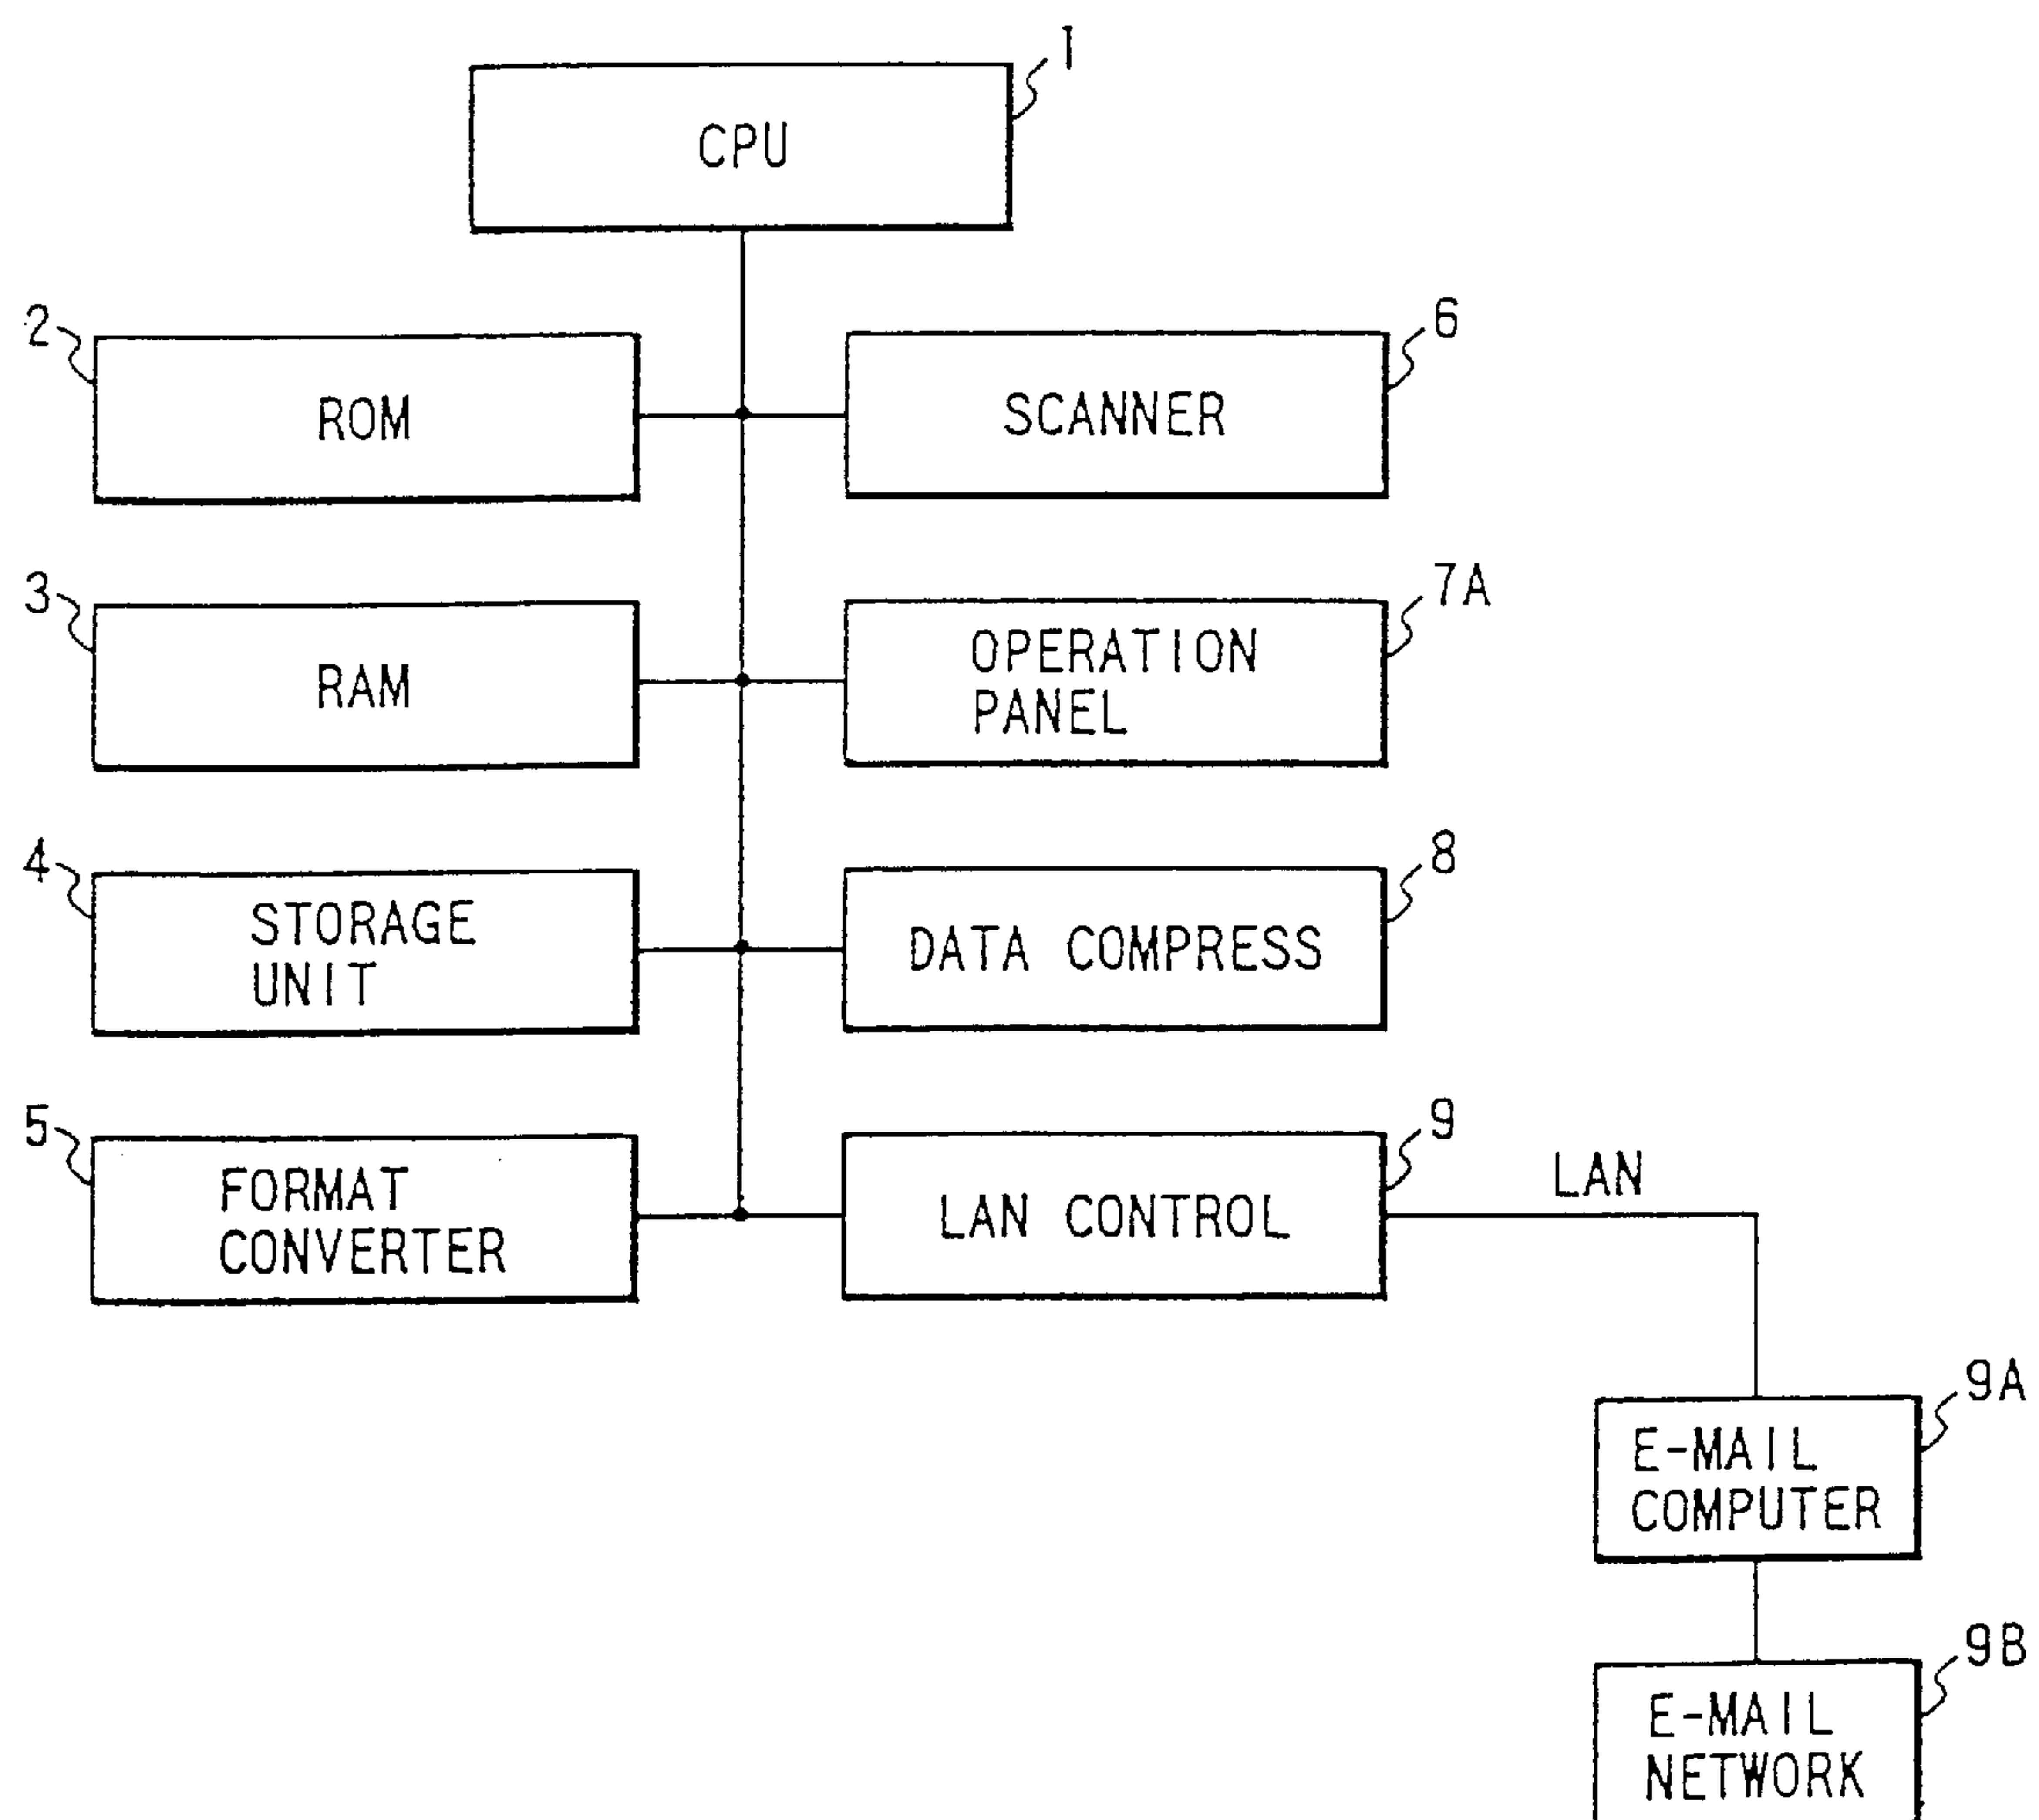 1
CPU
2
ROM
6
SCANNER
3
RAM
7A
OPERATION
PANEL
4
STORAGE
UNIT
8
DATA COMPRESS
5
FORMAT
CONVERTER
9
LAN CONTROL
LAN
9A
E-MAIL
COMPUTER
9B
E-MAIL
NETWORK